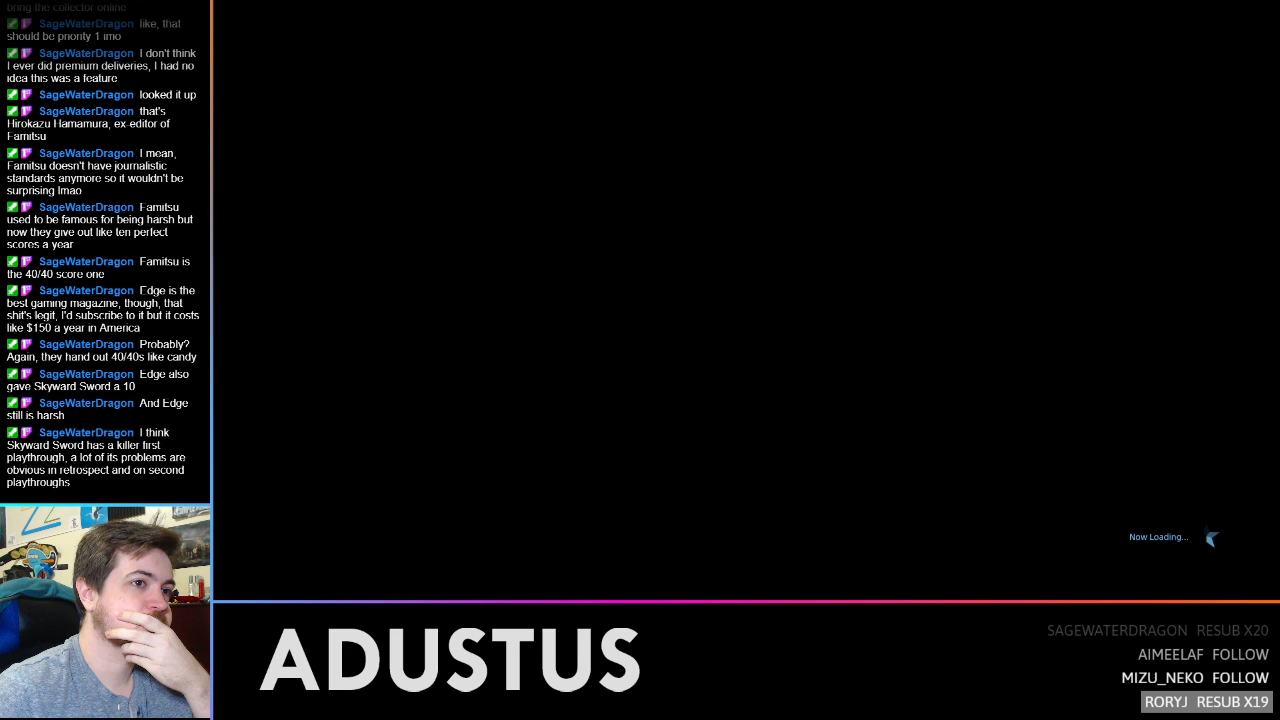 bring the collector online
SageWaterDragon like, that
should be priority 1 imo
SageWaterDragon I don't think
I ever did premium deliveries, I had no
idea this was a feature
SageWaterDragon looked it up
SageWaterDragon that's
Hirokazu Hamamura, ex-editor of
Famitsu
SageWaterDragon I mean,
Famitsu doesn't have journalistic
standards anymore so it wouldn't be
surprising lmao
SageWaterDragon Famitsu
used to be famous for being harsh but
now they give out like ten perfect
scores a year
SageWaterDragon Famitsu is
the 40/40 score one
SageWaterDragon Edge is the
best gaming magazine, though, that
shit's legit, I'd subscribe to it but it costs
like $150 a year in America
SageWaterDragon Probably?
Again, they hand out 40/40s like candy
SageWaterDragon Edge also
gave Skyward Sword a 10
SageWaterDragon And Edge
still is harsh
SageWaterDragon I think
Skyward Sword has a killer first
playthrough, a lot of its problems are
obvious in retrospect and on second
playthroughs
Now Loading...
ADUSTUS
SAGEWATERDRAGON RESUB X20
AIMEELAF FOLLOW
MIZU_NEKO FOLLOW
RORYJ RESUB X19